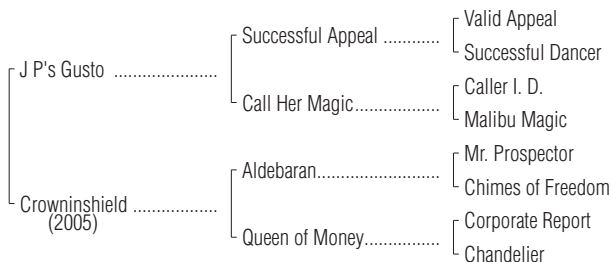 J P's Gusto ......................
Crowninshield ..................
(2005)
Successful Appeal ............
Call Her Magic.................
Aldebaran..........................
Queen of Money................
Valid Appeal
Successful Dancer
Caller I. D.
Malibu Magic
Mr. Prospector
Chimes of Freedom
Corporate Report
Chandelier